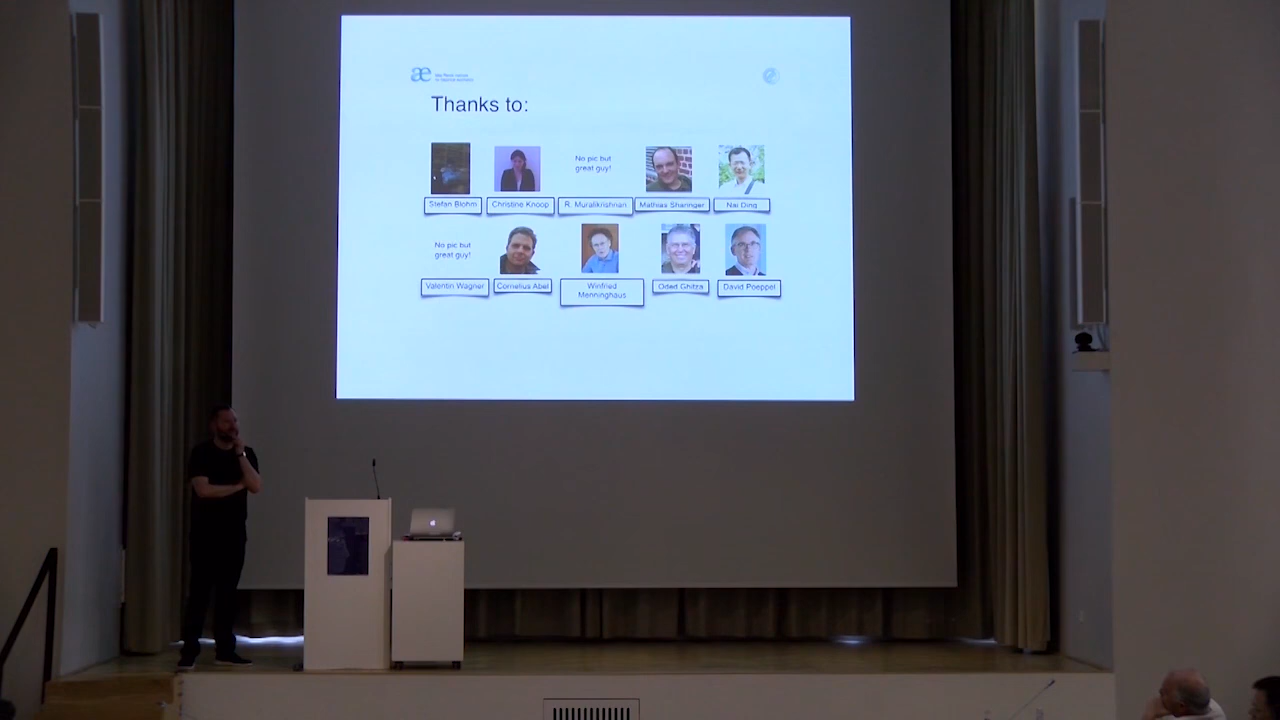 æ
Thanks to:
No pic but
great guy!
Stefan Blohm
Christine Knoop
R. Muralikrishnan
Mathias Sharinger
Nai Ding
No pic but
great guy!
Valentin Wagner
Cornelius Abel
Winfried
Menninghaus
Oded Ghitza
David Poeppel